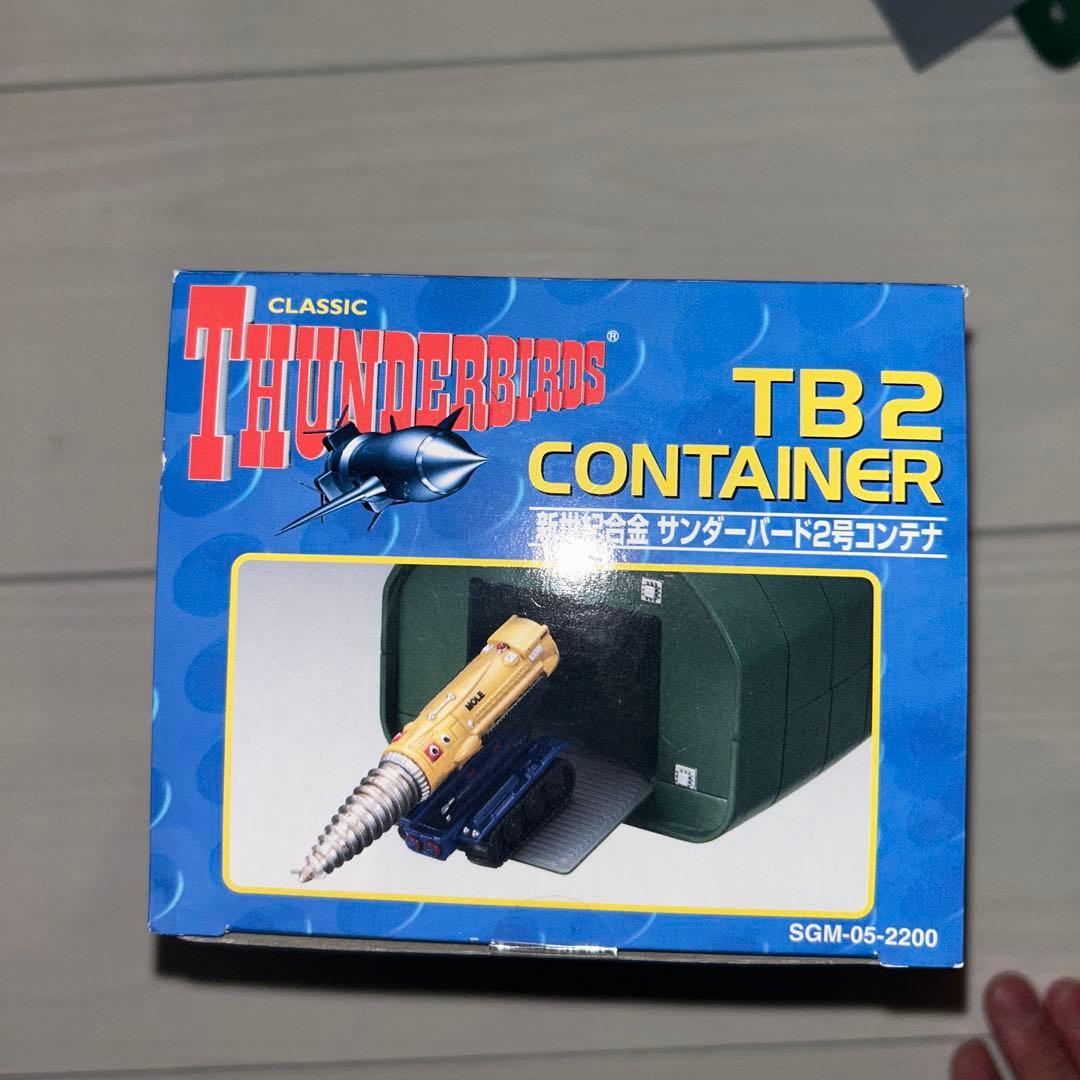 CLASSIC
THUNDERBIRDS®
TB2
CONTAINER
新世紀合金 サンダーバード2号コンテナ
MOLE
SGM-05-2200